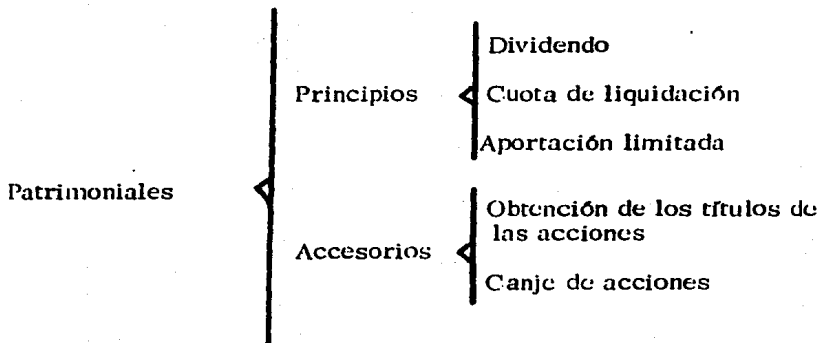 Patrimoniales
Principios
Dividendo
Cuota de liquidación
Aportación limitada
Accesorios
Obtención de los títulos de
las acciones
Canje de acciones